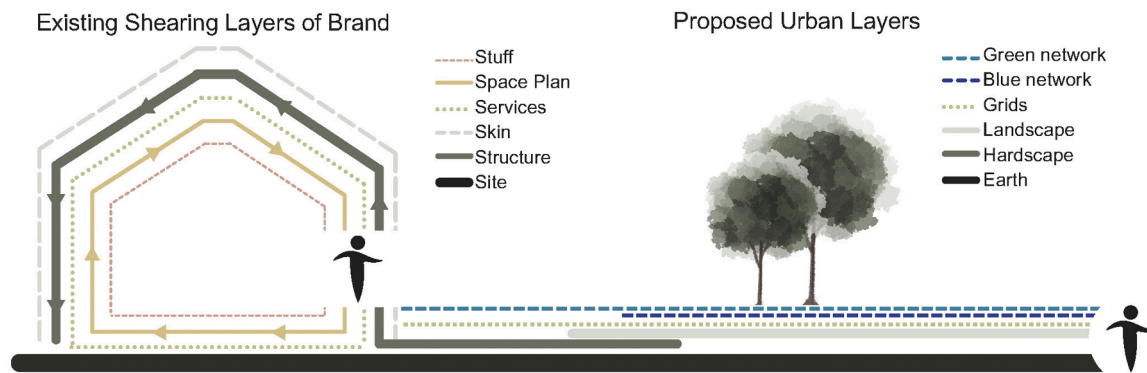 Existing Shearing Layers of Brand
Stuff
Space Plan
Services
Skin
Structure
Site
Proposed Urban Layers
Green network
Blue network
Grids
Landscape
Hardscape
Earth